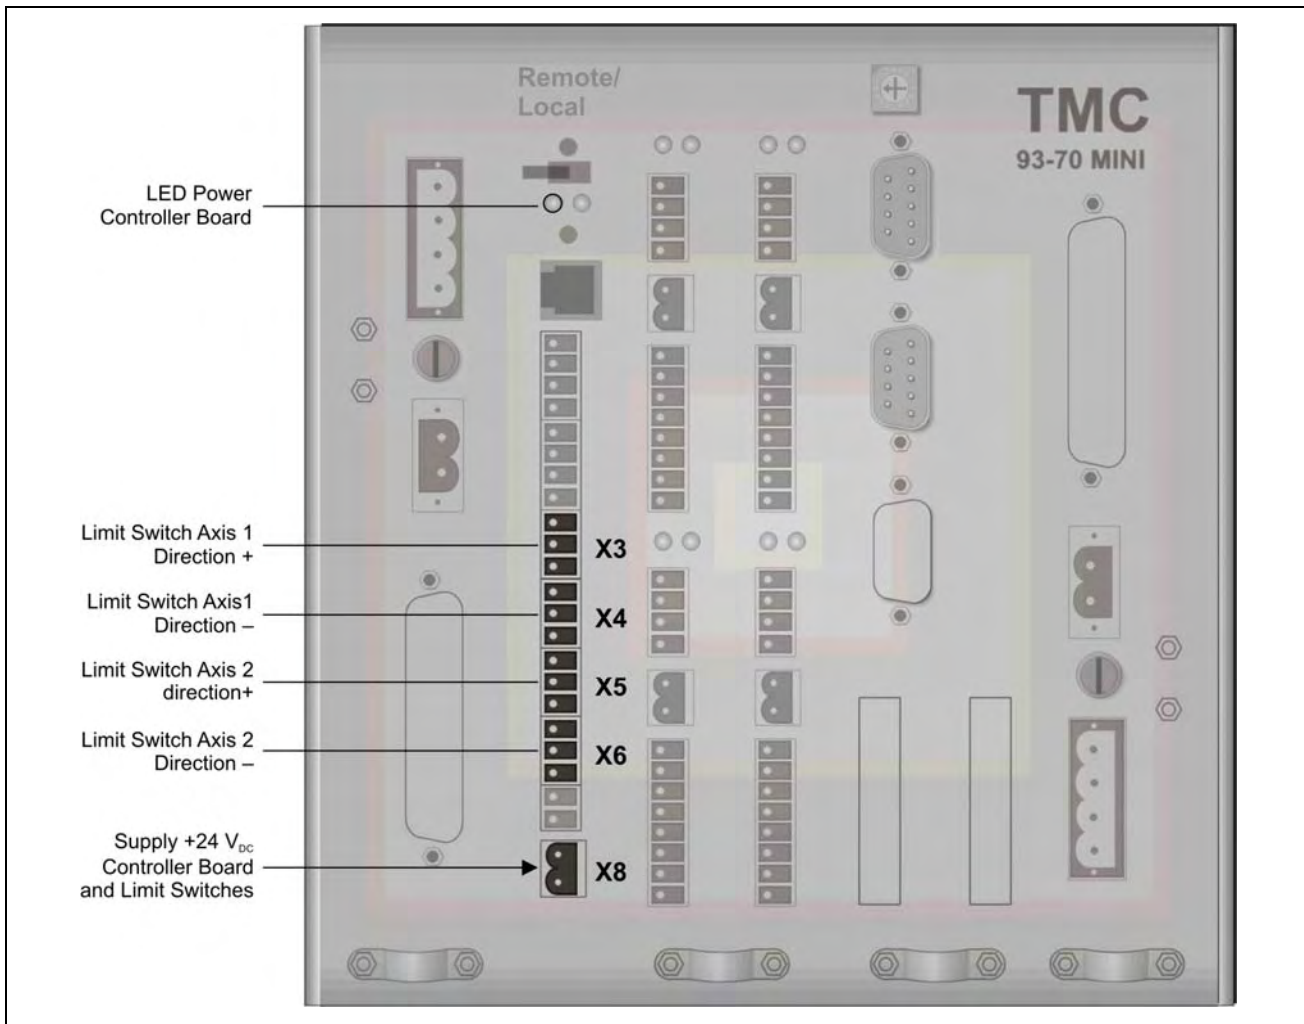 Remote/
Local
TMC
93-70 MINI
LED Power
Controller Board
Limit Switch Axis 1
Direction +
X3
Limit Switch Axis1
Direction –
X4
Limit Switch Axis 2
direction+
X5
Limit Switch Axis 2
Direction –
X6
Supply +24 VDC
Controller Board
and Limit Switches
X8